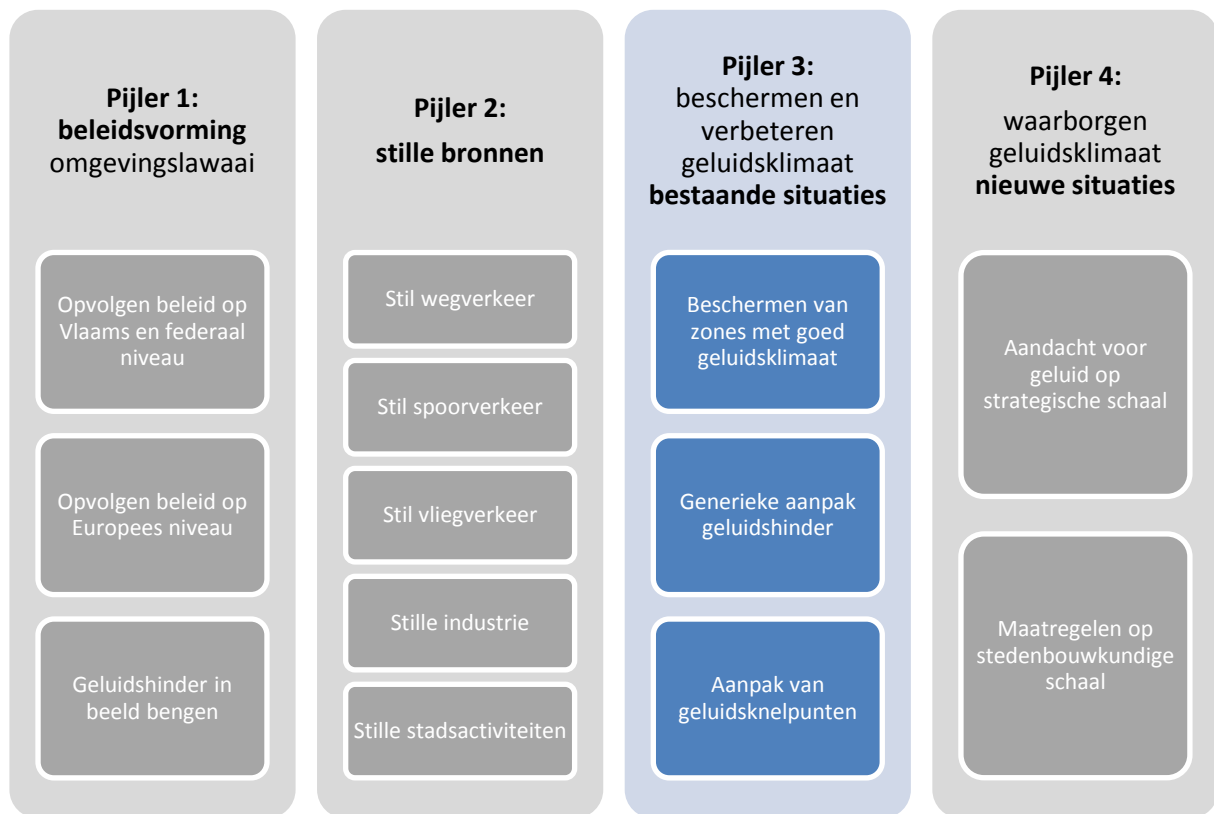 Pijler 1:
beleidsvorming
omgevingslawaai
Opvolgen beleid op
Vlaams en federaal
niveau
Opvolgen beleid op
Europees niveau
Geluidshinder in
beeld bengen
Pijler 2:
stille bronnen
Stil wegverkeer
Stil spoorverkeer
Stil vliegverkeer
Stille industrie
Stille stadsactiviteiten
Pijler 3:
beschermen en
verbeteren
geluidsklimaat
bestaande situaties
Beschermen van
zones met goed
geluidsklimaat
Generieke aanpak
geluidshinder
Aanpak van
geluidsknelpunten
Pijler 4:
waarborgen
geluidsklimaat
nieuwe situaties
Aandacht voor
geluid op
strategische schaal
Maatregelen op
stedenbouwkundige
schaal